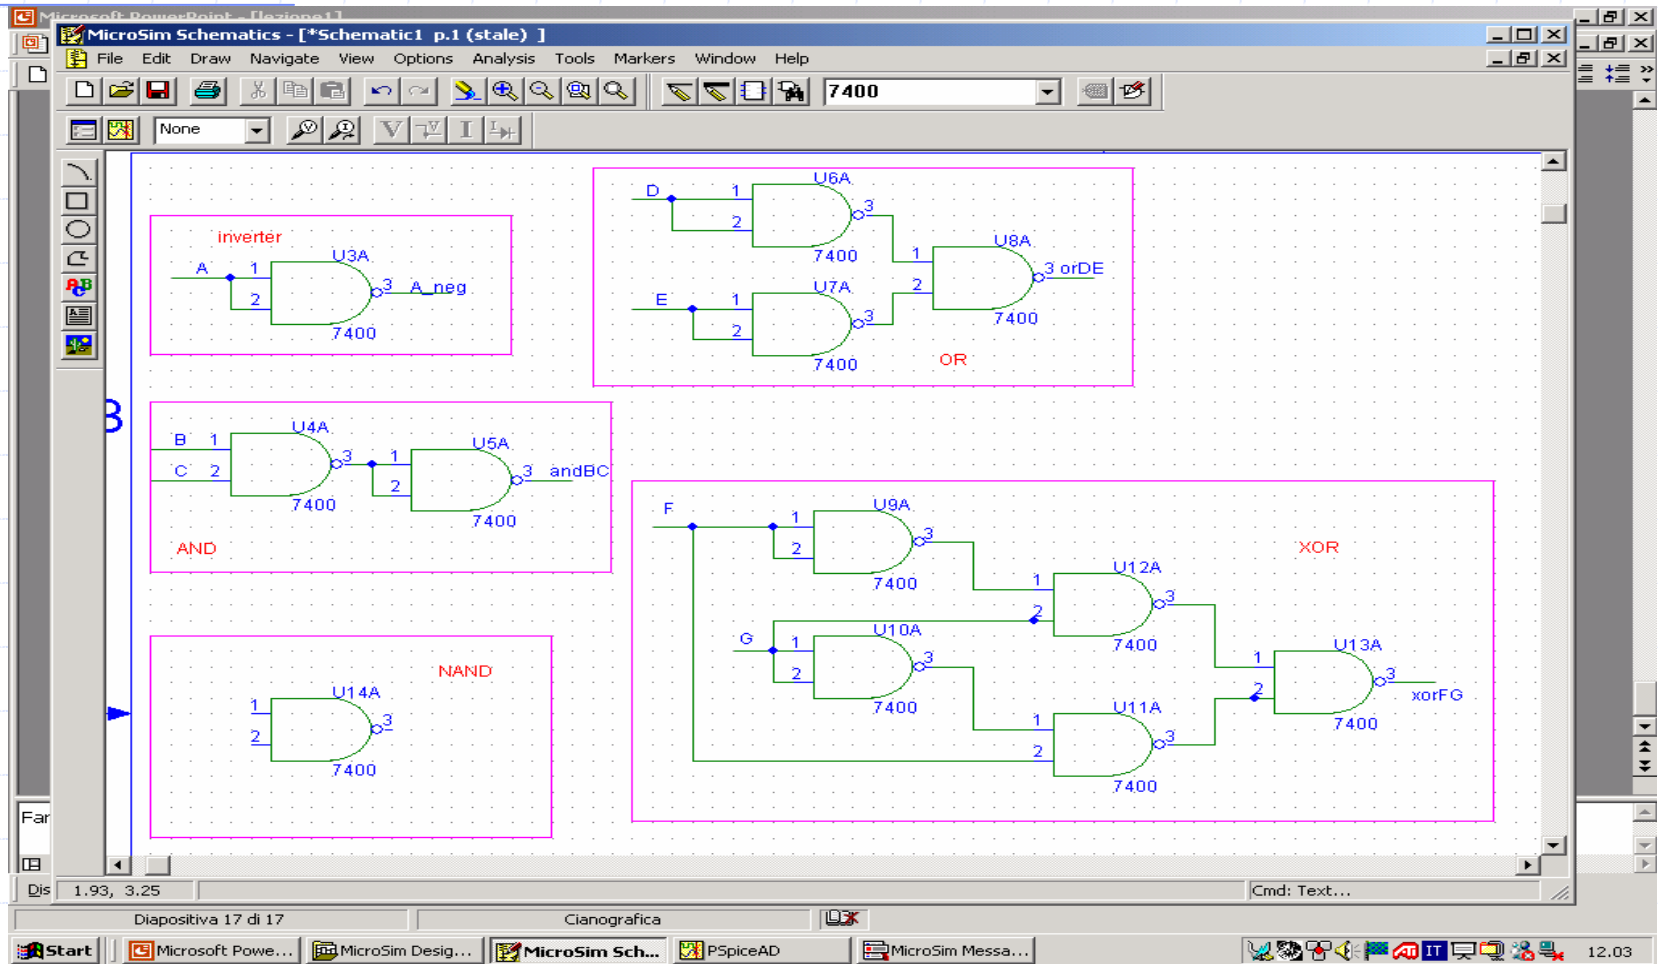 Microsoft PowerPoint - [lezione1]
MicroSim Schematics - [*Schematic1 p.1 (stale) ]
File Edit Draw Navigate View Options Analysis Tools Markers Window Help
7400
None
inverter
A 1 2 U3A 3 A_neg
7400
D 1 2 U6A 3
7400
E 1 2 U7A 3
7400
1 2 U8A 3 orDE
7400
OR
B
B 1 U4A 3
C 2
7400
1 2 U5A 3 andBC
7400
AND
F 1 2 U9A 3
7400
XOR
G 1 2 U10A 3
7400
1 2 U12A 3
7400
1 2 U11A 3
7400
1 2 U13A 3
7400
xorFG
NAND
1 2 U14A 3
7400
Far
Dis
1.93, 3.25
Cmd: Text...
Diapositiva 17 di 17
Cianografica
Start
Microsoft Powe...
MicroSim Desig...
MicroSim Sch...
PSpiceAD
MicroSim Messa...
IT
12.03